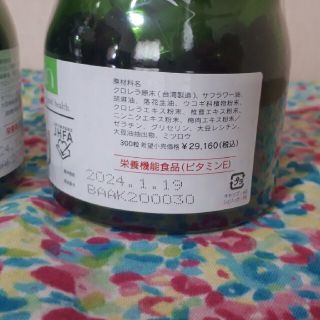 health
原材料名
クロレラ原末（台湾製造）、サフラワー油、
胡麻油、落花生油、ウコギ科植物粉末、
クロレラエキス粉末、椎茸エキス粉末、
ニンニクエキス粉末、梅肉エキス粉末／
ゼラチン、グリセリン、大豆レシチン、
大豆油抽出物、ミツロウ
300粒 希望小売価格 ¥29,160(税込)
栄養機能食品(ビタミンE)
JHFA
2024.1.19
BAAK200030